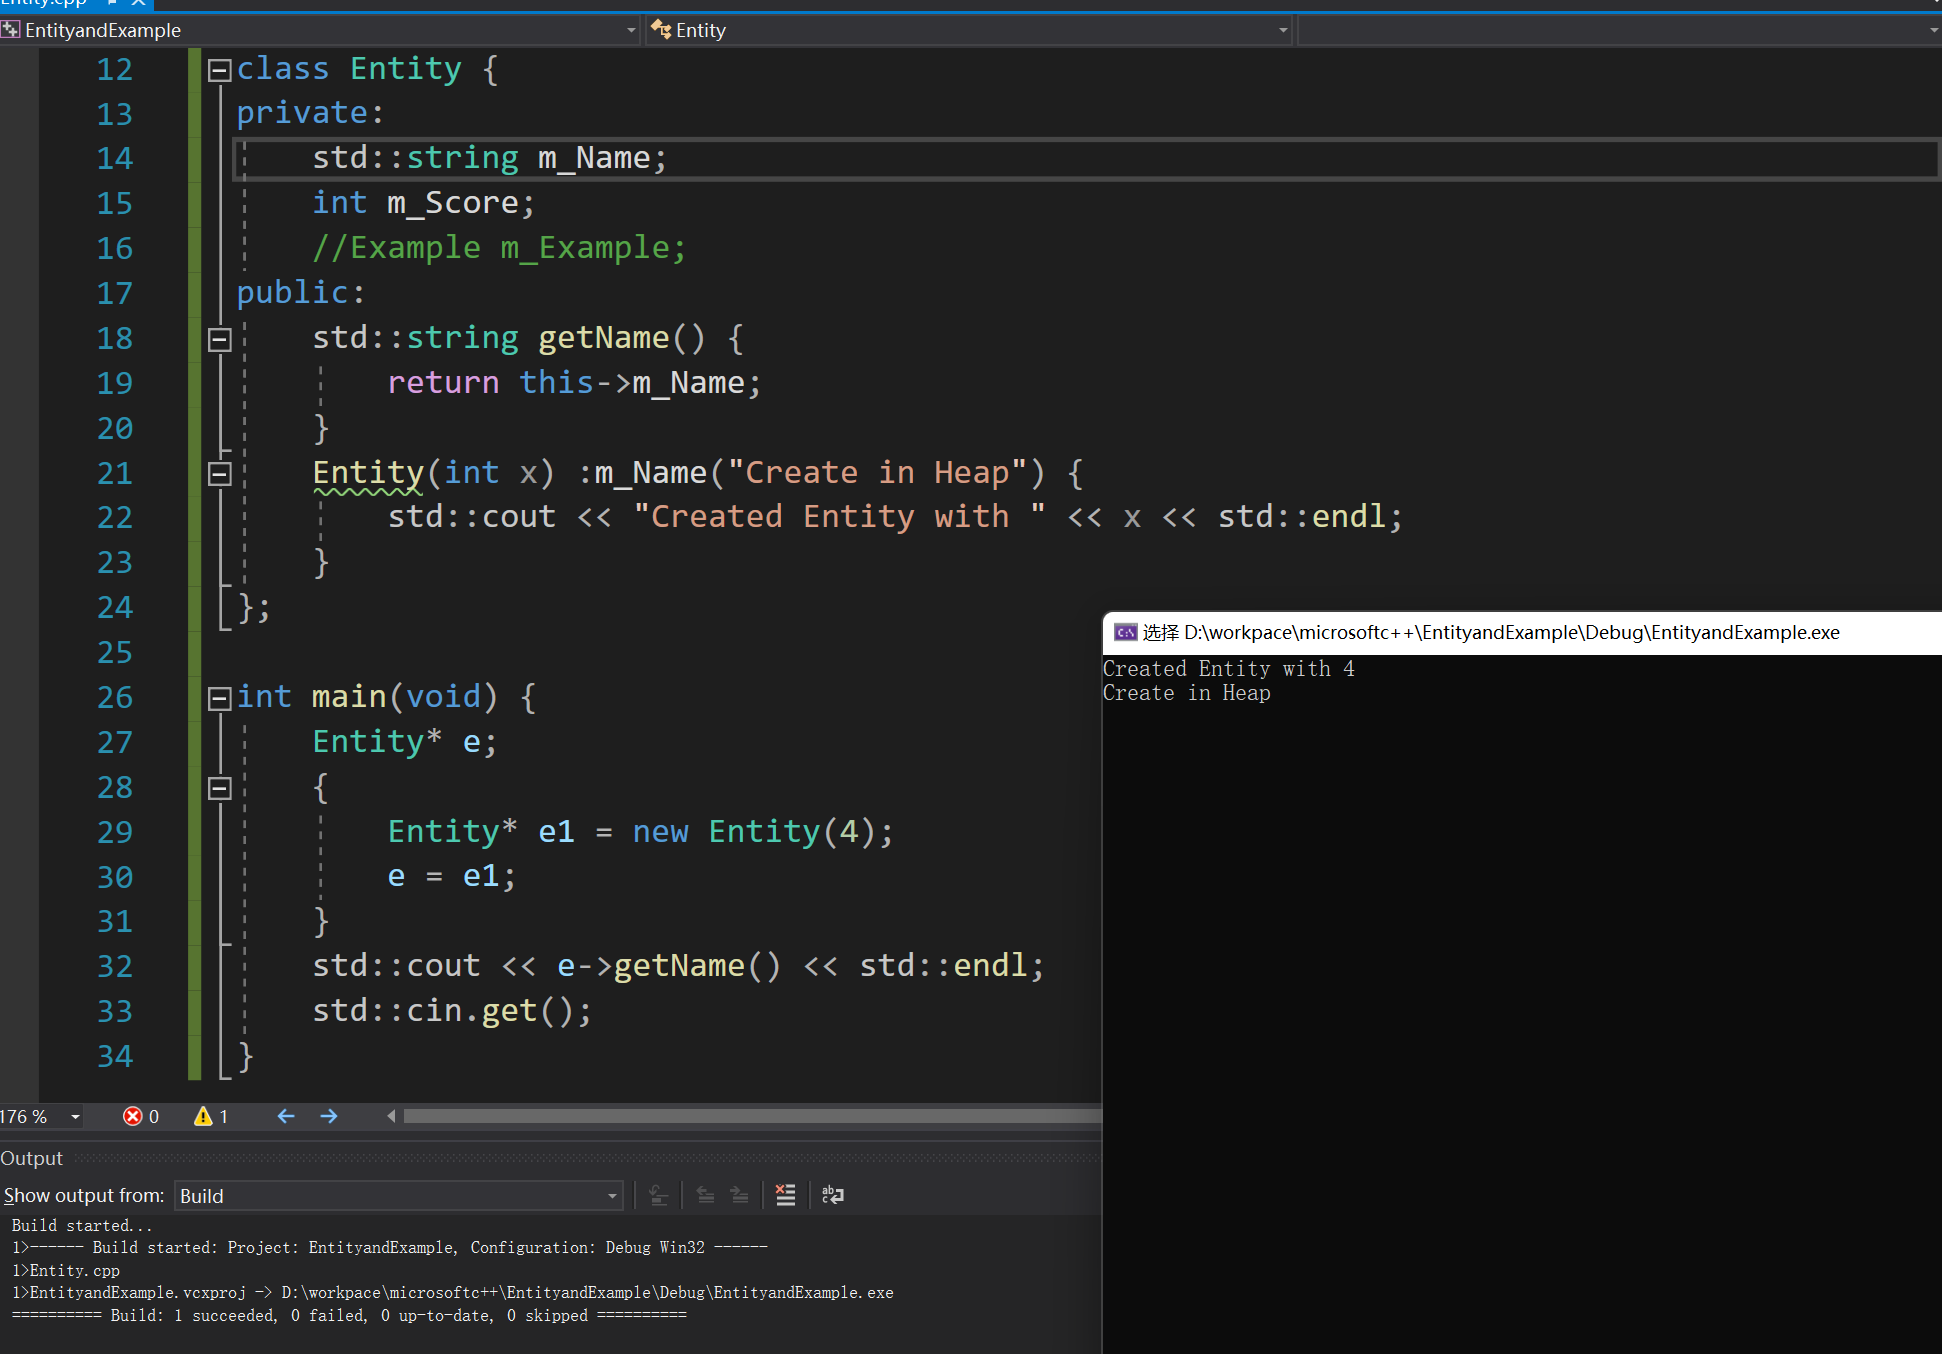 Entity.cpp
EntityandExample
Entity
12 class Entity {
13 private:
14 std::string m_Name;
15 int m_Score;
16 //Example m_Example;
17 public:
18 std::string getName() {
19 return this->m_Name;
20 }
21 Entity(int x) :m_Name("Create in Heap") {
22 std::cout << "Created Entity with " << x << std::endl;
23 }
24 };
25
26 int main(void) {
27 Entity* e;
28 {
29 Entity* e1 = new Entity(4);
30 e = e1;
31 }
32 std::cout << e->getName() << std::endl;
33 std::cin.get();
34 }
选择 D:\workpace\microsoftc++\EntityandExample\Debug\EntityandExample.exe
Created Entity with 4
Create in Heap
176 % 0 1
Output
Show output from: Build
Build started...
1>------ Build started: Project: EntityandExample, Configuration: Debug Win32 ------
1>Entity.cpp
1>EntityandExample.vcxproj -> D:\workpace\microsoftc++\EntityandExample\Debug\EntityandExample.exe
========== Build: 1 succeeded, 0 failed, 0 up-to-date, 0 skipped ==========